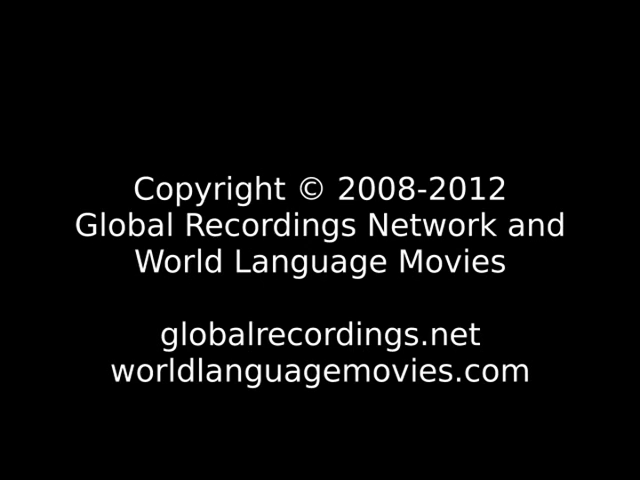 Copyright © 2008-2012
Global Recordings Network and
World Language Movies
globalrecordings.net
worldlanguagemovies.com